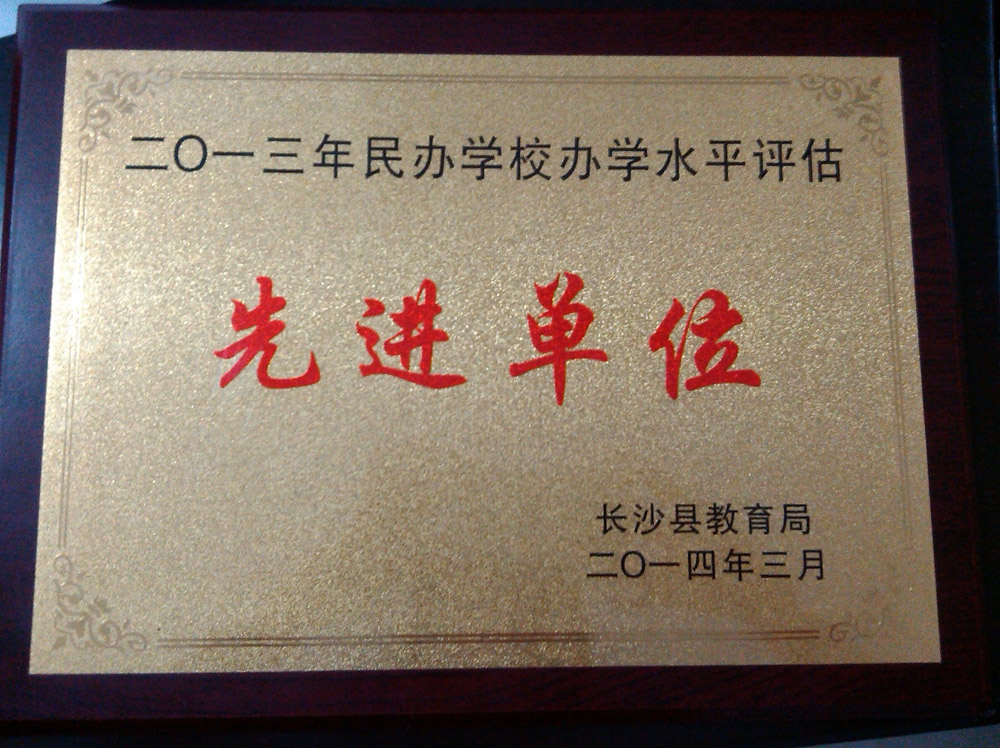 二〇一三年民办学校办学水平评估
先进单位
长沙县教育局
二〇一四年三月